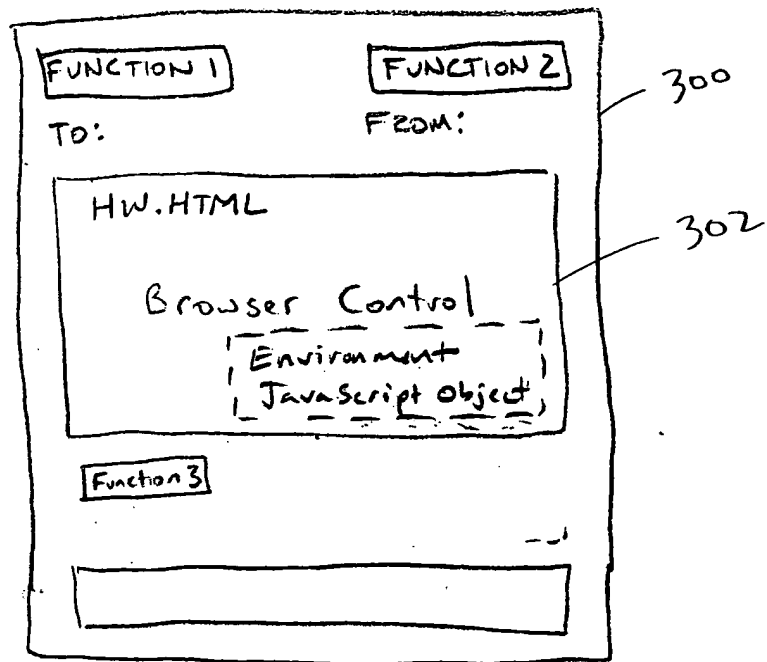 FUNCTION 1 FUNCTION 2
300
TO: FROM:
HW.HTML
302
Browser Control
Environment
JavaScript Object
Function 3